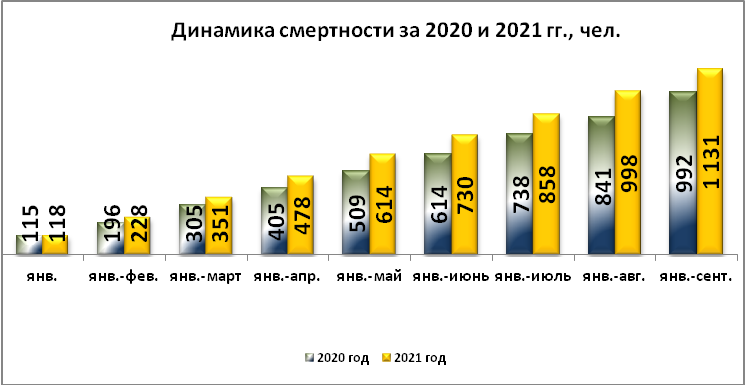 Динамика смертности за 2020 и 2021 гг., чел.
115 118 196 228 305 351 405 478 509 614 614 730 738 858 841 998 992 1 131
янв. янв.-фев. янв.-март янв.-апр. янв.-май янв.-июнь янв.-июль янв.-авг. янв.-сент.
2020 год 2021 год